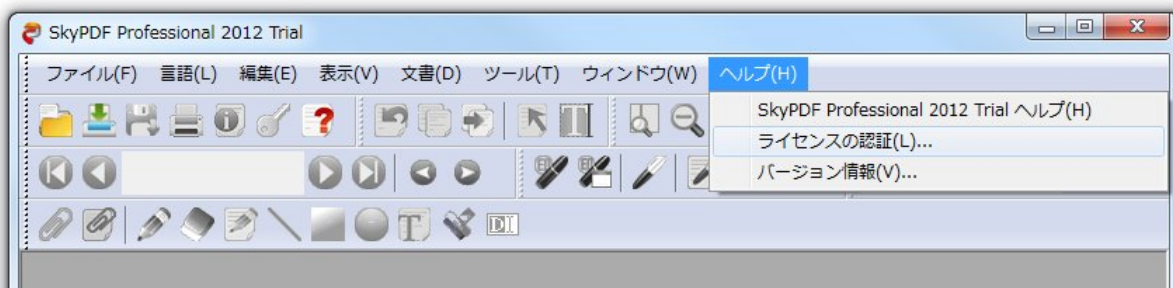 SkyPDF Professional 2012 Trial
ファイル(F) 言語(L) 編集(E) 表示(V) 文書(D) ツール(T) ウィンドウ(W) ヘルプ(H)
SkyPDF Professional 2012 Trial ヘルプ(H)
ライセンスの認証(L)...
バージョン情報(V)...
T DI